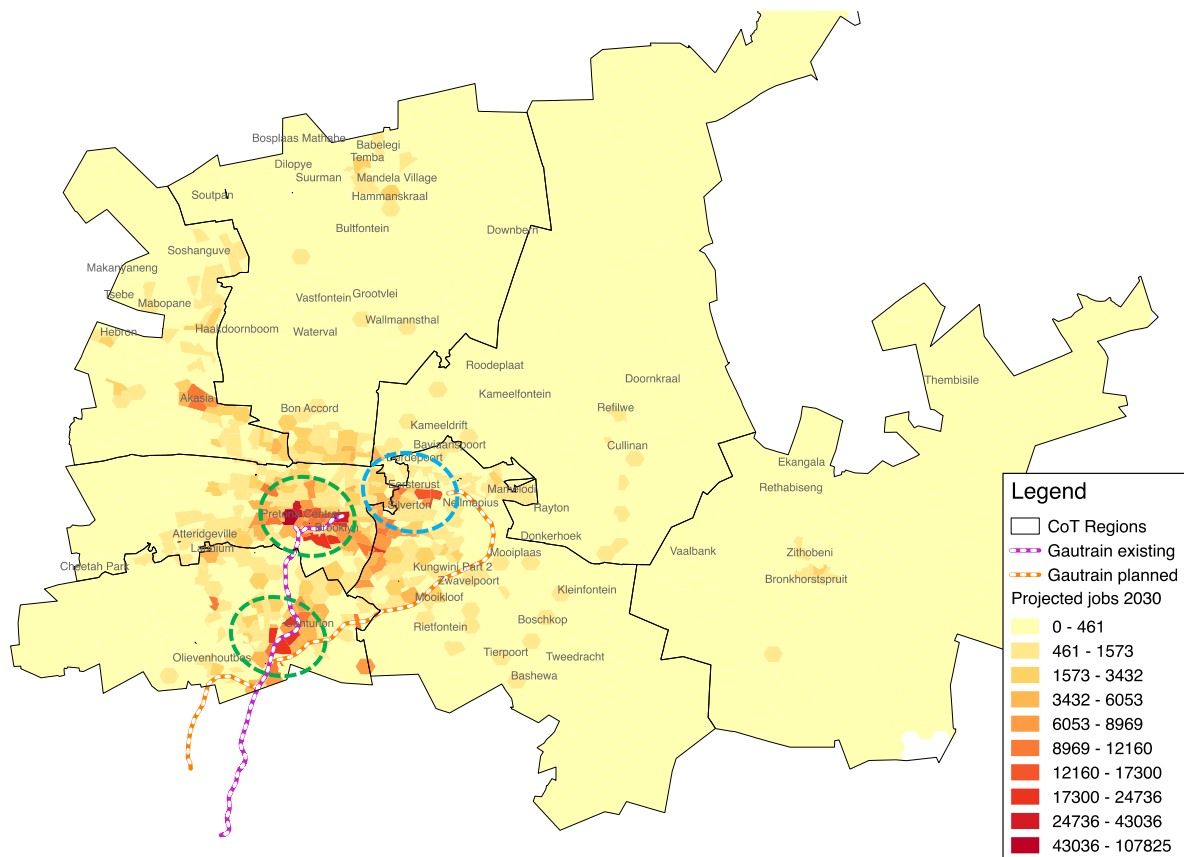 Bosplaas Mathabe
Babelegi
Temba
Dilopye
Suurman
Mandela Village
Soutpan
Hammanskraal
Bultfontein
Downbern
Soshanguve
Makanyaneng
Tsebe
Mabopane
Vastfontein
Grootvlei
Wallmannsthal
Hebron
Haakdoornboom
Waterval
Roodeplaat
Doornkraal
Thembisile
Kameelfontein
Akasia
Bon Accord
Refilwe
Kameeldrift
Baviaanspoort
Cullinan
Derdepoort
Ekangala
Eersterust
Rethabiseng
Mamelodi
Silverton
Nellmapius
Rayton
Pretoria Central
Brooklyn
Atteridgeville
Donkerhoek
Laudium
Mooiplaas
Vaalbank
Zithobeni
Cheetah Park
Kungwini Part 2
Zwavelpoort
Bronkhorstspruit
Kleinfontein
Mooikloof
Centurion
Rietfontein
Boschkop
Olievenhoutbos
Tierpoort
Tweedracht
Bashewa
Legend
CoT Regions
Gautrain existing
Gautrain planned
Projected jobs 2030
0 - 461
461 - 1573
1573 - 3432
3432 - 6053
6053 - 8969
8969 - 12160
12160 - 17300
17300 - 24736
24736 - 43036
43036 - 107825